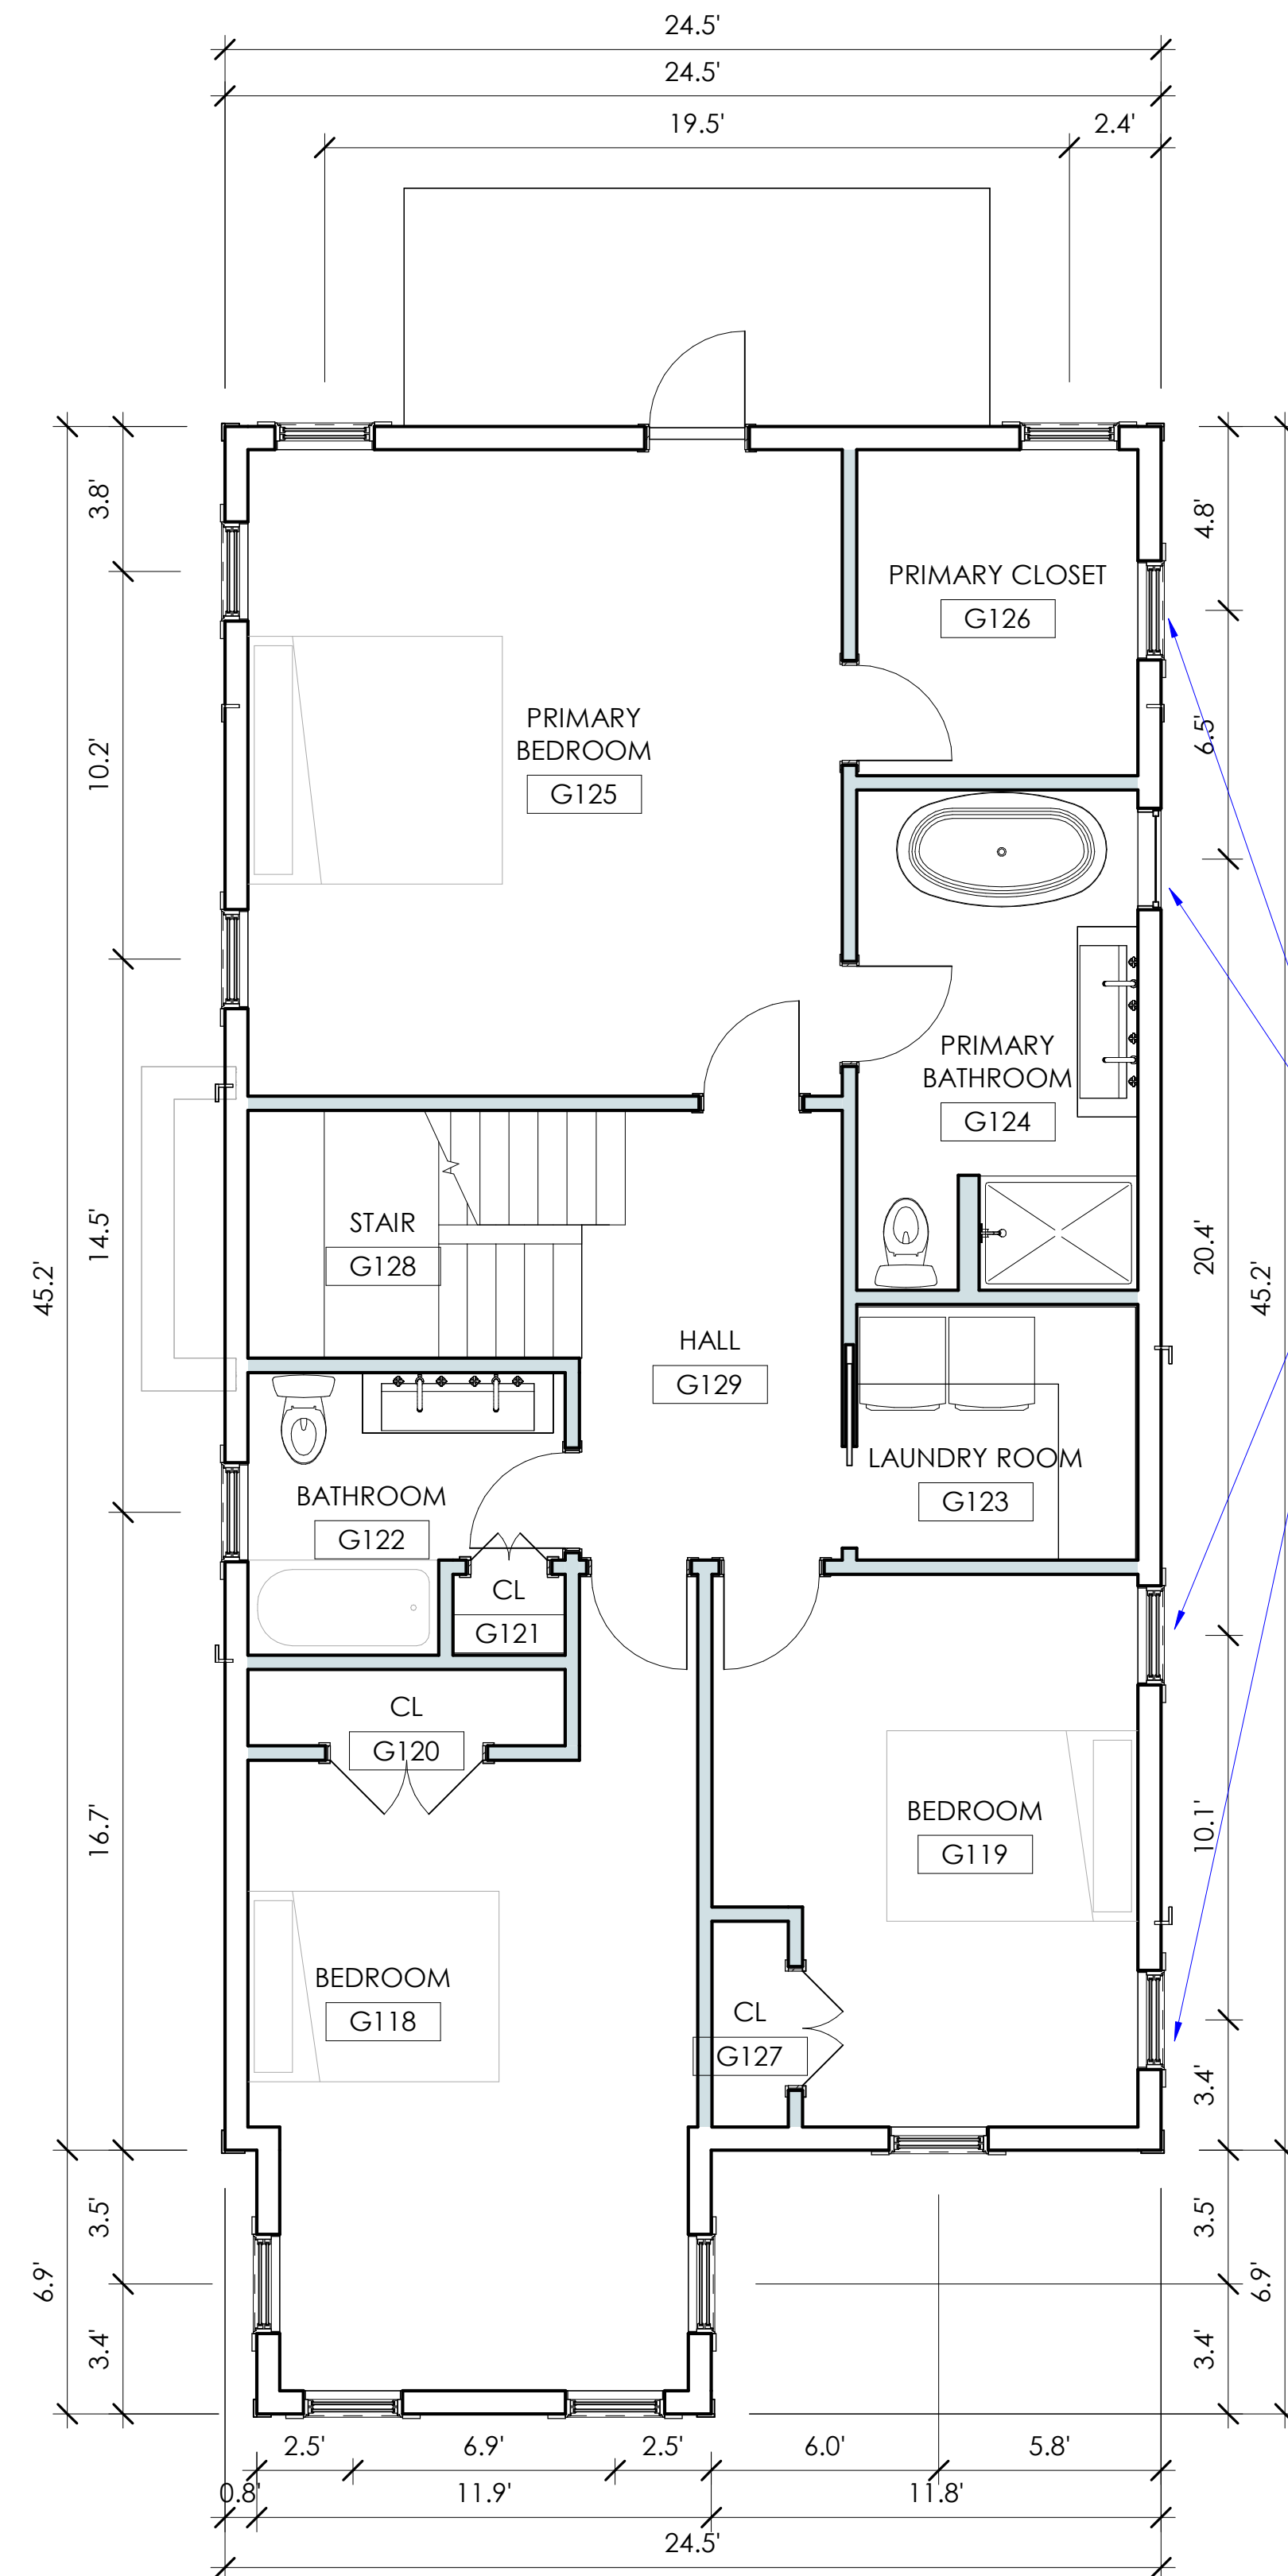 24.5'
24.5'
19.5'
2.4'
3.8'
4.8'
PRIMARY CLOSET
G126
PRIMARY
BEDROOM
G125
10.2'
6.5'
PRIMARY
BATHROOM
G124
STAIR
G128
14.5'
45.2'
20.4'
45.2'
HALL
G129
LAUNDRY ROOM
G123
BATHROOM
G122
CL
G121
CL
G120
16.7'
BEDROOM
G119
10.1'
BEDROOM
G118
CL
G127
3.4'
3.5'
3.5'
6.9'
6.9'
3.4'
3.4'
2.5'
6.9'
2.5'
6.0'
5.8'
0.8'
11.9'
11.8'
24.5'